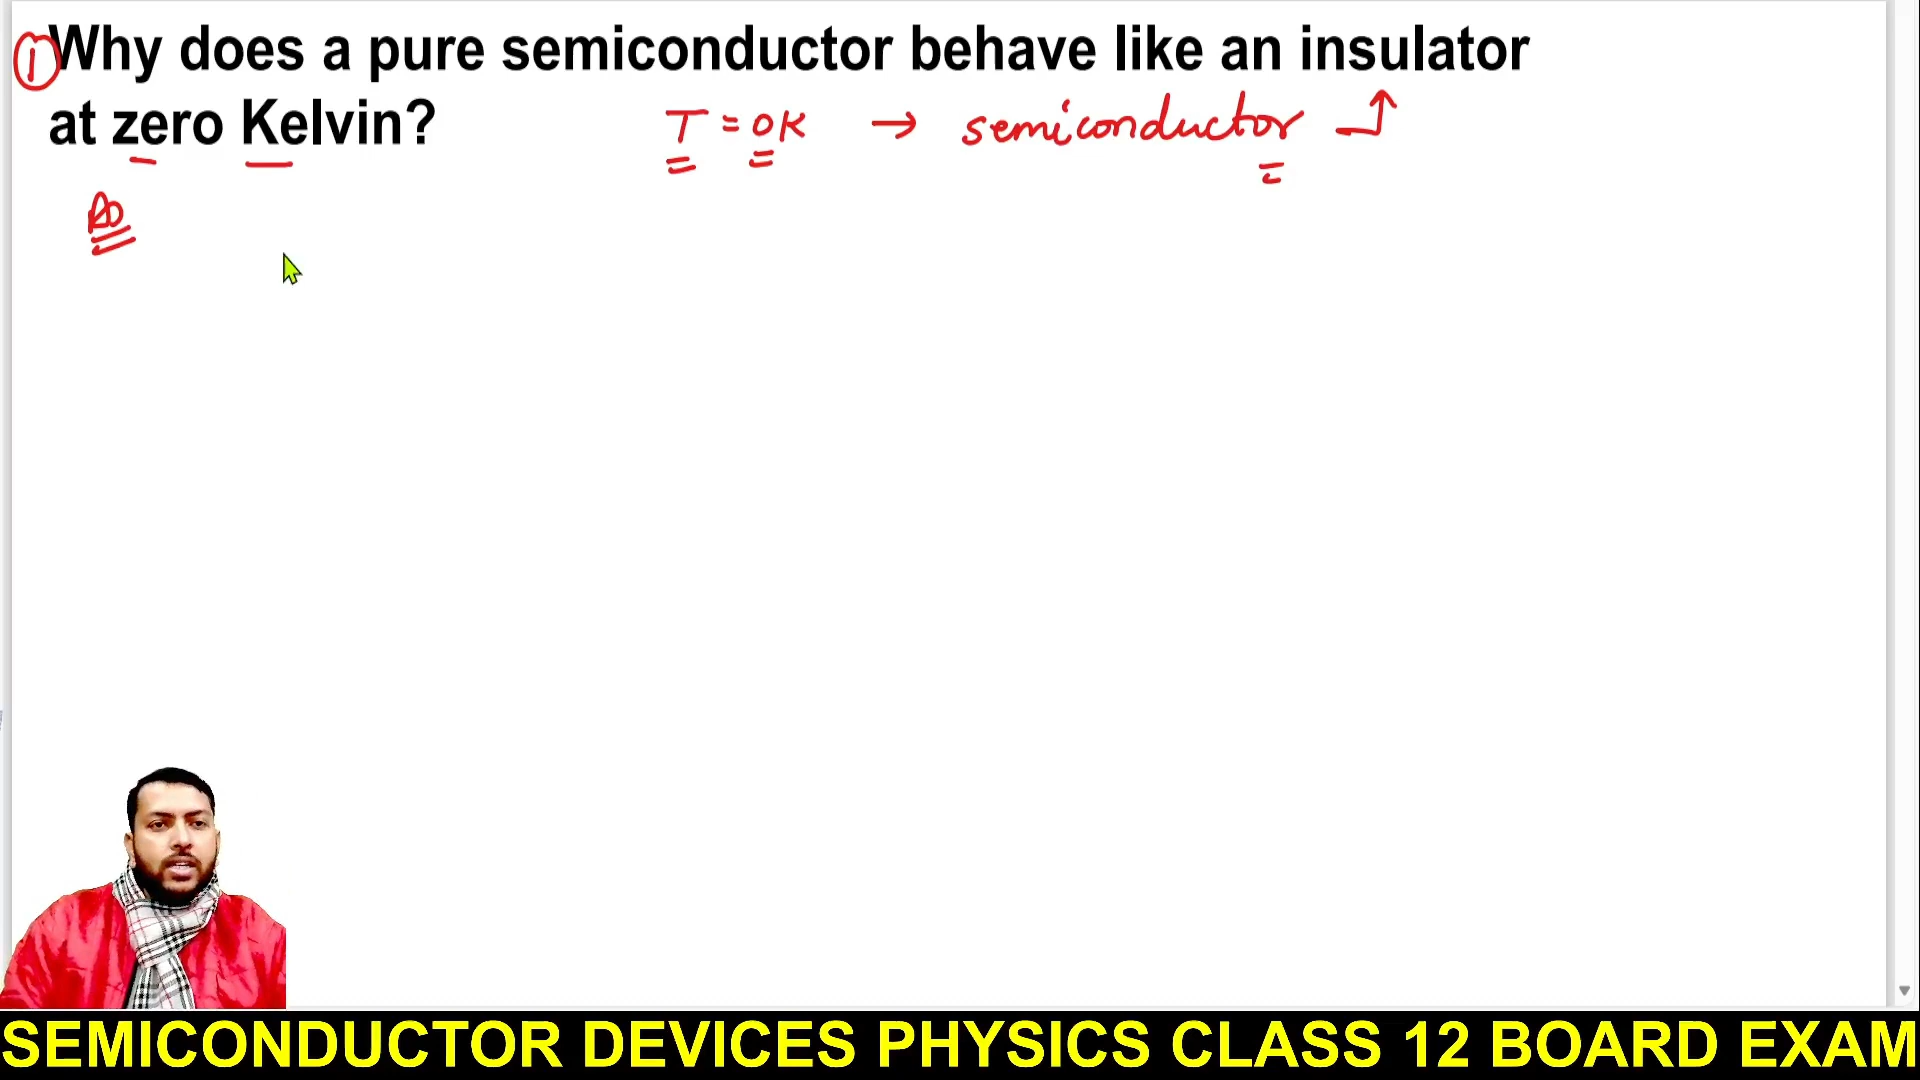 ① Why does a pure semiconductor behave like an insulator
at zero Kelvin?
T = 0K → semiconductor
SEMICONDUCTOR DEVICES PHYSICS CLASS 12 BOARD EXAM